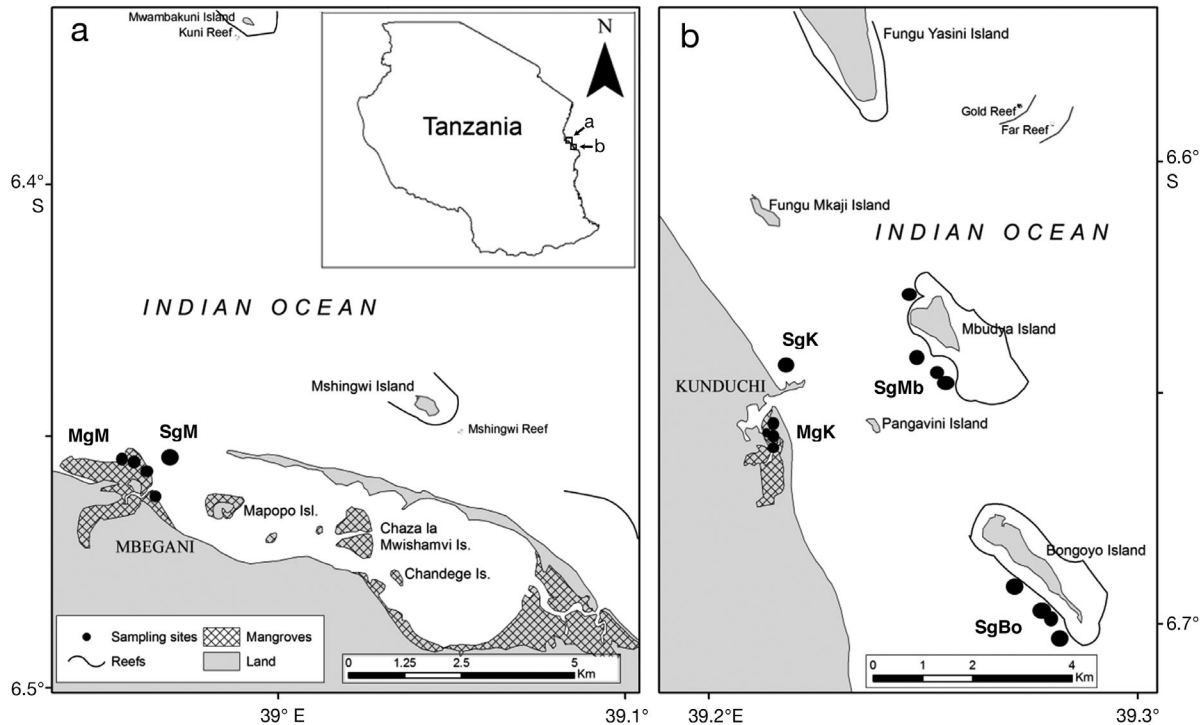 a
Mwambakuni Island
Kuni Reef
N
Tanzania
a
b
6.4°
S
INDIAN OCEAN
Mshingwi Island
Mshingwi Reef
MgM
SgM
Mapopo Isl.
Chaza la
Mwishamvi Is.
Chandege Is.
MBEGANI
Sampling sites
Mangroves
Reefs
Land
0 1.25 2.5 5
Km
6.5°
39° E
39.1°
b
Fungu Yasini Island
Gold Reef
Far Reef
6.6°
S
Fungu Mkaji Island
INDIAN OCEAN
Mbudya Island
SgK
KUNDUCHI
SgMb
MgK
Pangavini Island
Bongoyo Island
SgBo
6.7°
0 1 2 4
Km
39.2°E
39.3°